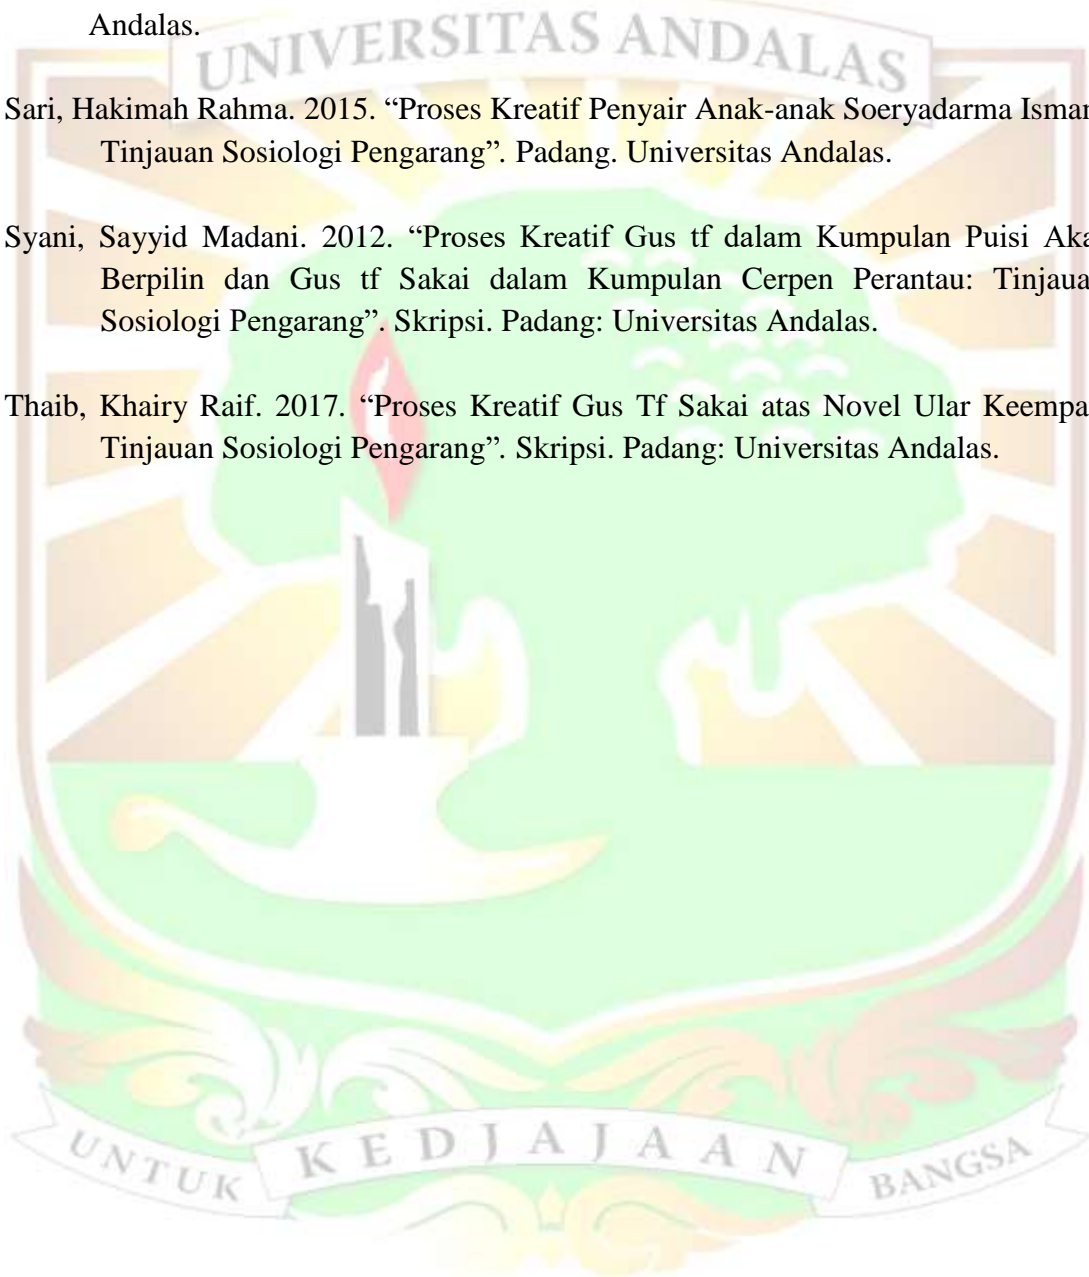 Andalas.
UNIVERSITAS ANDALAS
Sari, Hakimah Rahma. 2015. “Proses Kreatif Penyair Anak-anak Soeryadarma Isman
Tinjauan Sosiologi Pengarang”. Padang. Universitas Andalas.
Syani, Sayyid Madani. 2012. “Proses Kreatif Gus tf dalam Kumpulan Puisi Aka
Berpilin dan Gus tf Sakai dalam Kumpulan Cerpen Perantau: Tinjaua
Sosiologi Pengarang”. Skripsi. Padang: Universitas Andalas.
Thaib, Khairy Raif. 2017. “Proses Kreatif Gus Tf Sakai atas Novel Ular Keempa
Tinjauan Sosiologi Pengarang”. Skripsi. Padang: Universitas Andalas.
UNTUK KEDJAJAAN BANGSA